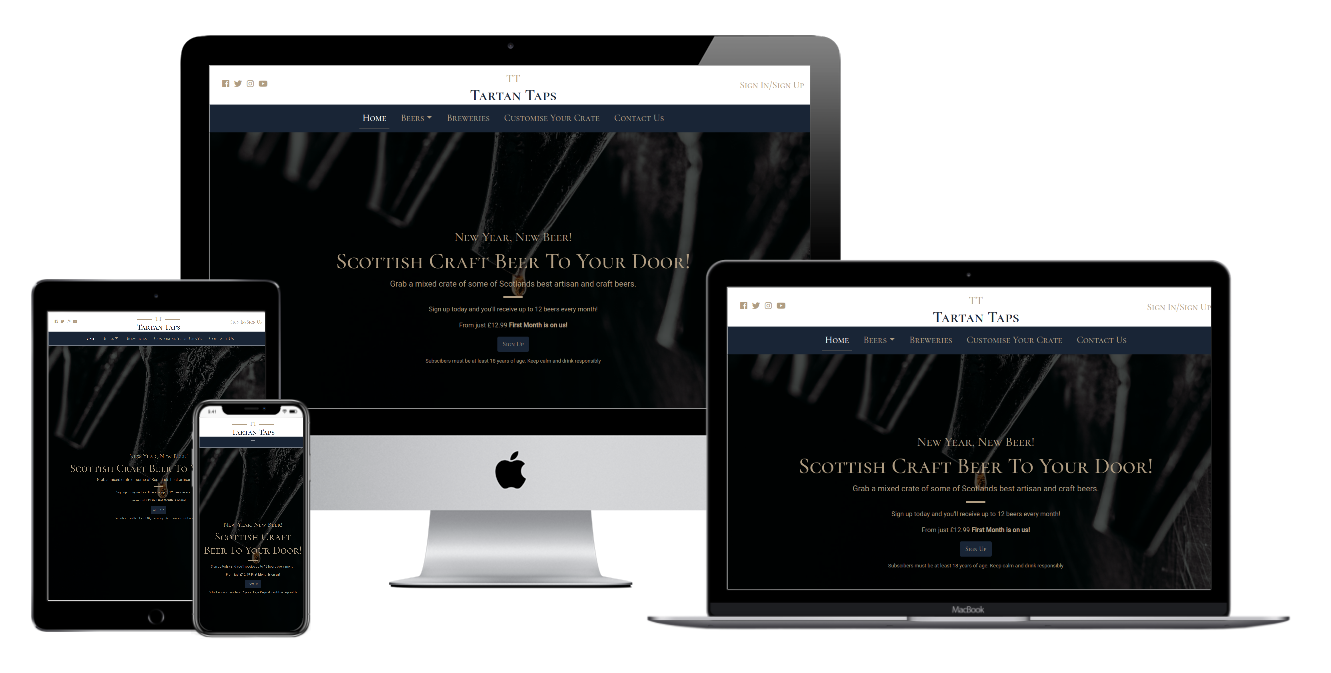 TT
Tartan Taps
Sign In/Sign Up
Home Beers Breweries Customise Your Crate Contact Us
New Year, New Beer!
Scottish Craft Beer To Your Door!
Grab a mixed crate of some of Scotlands best artisan and craft beers.
Sign up today and you'll receive up to 12 beers every month!
From just £12.99 First Month is on us!
Sign Up
Subscribers must be at least 18 years of age. Keep calm and drink responsibly
TT
Tartan Taps
Sign In/Sign Up
Home Beers Breweries Customise Your Crate Contact Us
New Year, New Beer!
Scottish Craft Beer To Your Door!
Grab a mixed crate of some of Scotlands best artisan and craft beers.
Sign up today and you'll receive up to 12 beers every month!
From just £12.99 First Month is on us!
Sign Up
Subscribers must be at least 18 years of age. Keep calm and drink responsibly
MacBook
TT
Tartan Taps
Sign In/Sign Up
New Year, New Beer!
Scottish Craft Beer To
TT
Tartan Taps
New Year, New Beer!
Scottish Craft
Beer To Your Door!